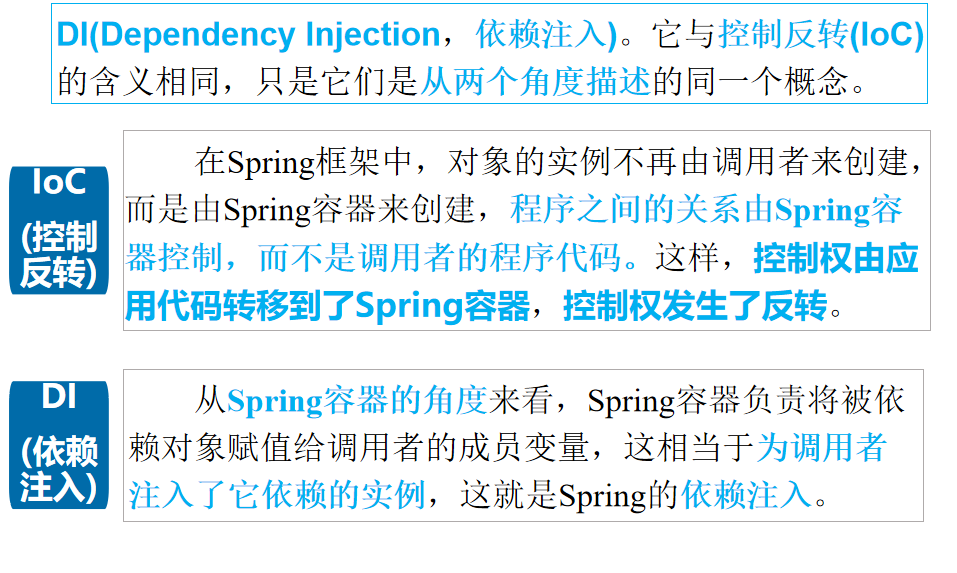 DI(Dependency Injection，依赖注入)。它与控制反转(IoC)
的含义相同，只是它们是从两个角度描述的同一个概念。
IoC
(控制
反转)
在Spring框架中，对象的实例不再由调用者来创建，
而是由Spring容器来创建，程序之间的关系由Spring容
器控制，而不是调用者的程序代码。这样，控制权由应
用代码转移到了Spring容器，控制权发生了反转。
DI
(依赖
注入)
从Spring容器的角度来看，Spring容器负责将被依
赖对象赋值给调用者的成员变量，这相当于为调用者
注入了它依赖的实例，这就是Spring的依赖注入。